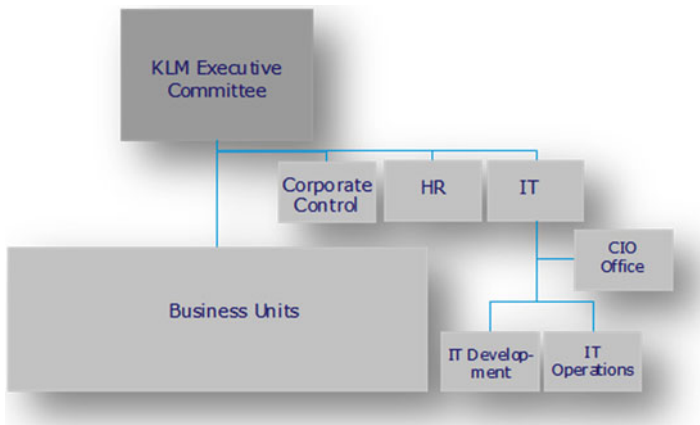 KLM Executive
Committee
Corporate
Control
HR
IT
CIO
Office
Business Units
IT Develop-
ment
IT
Operations